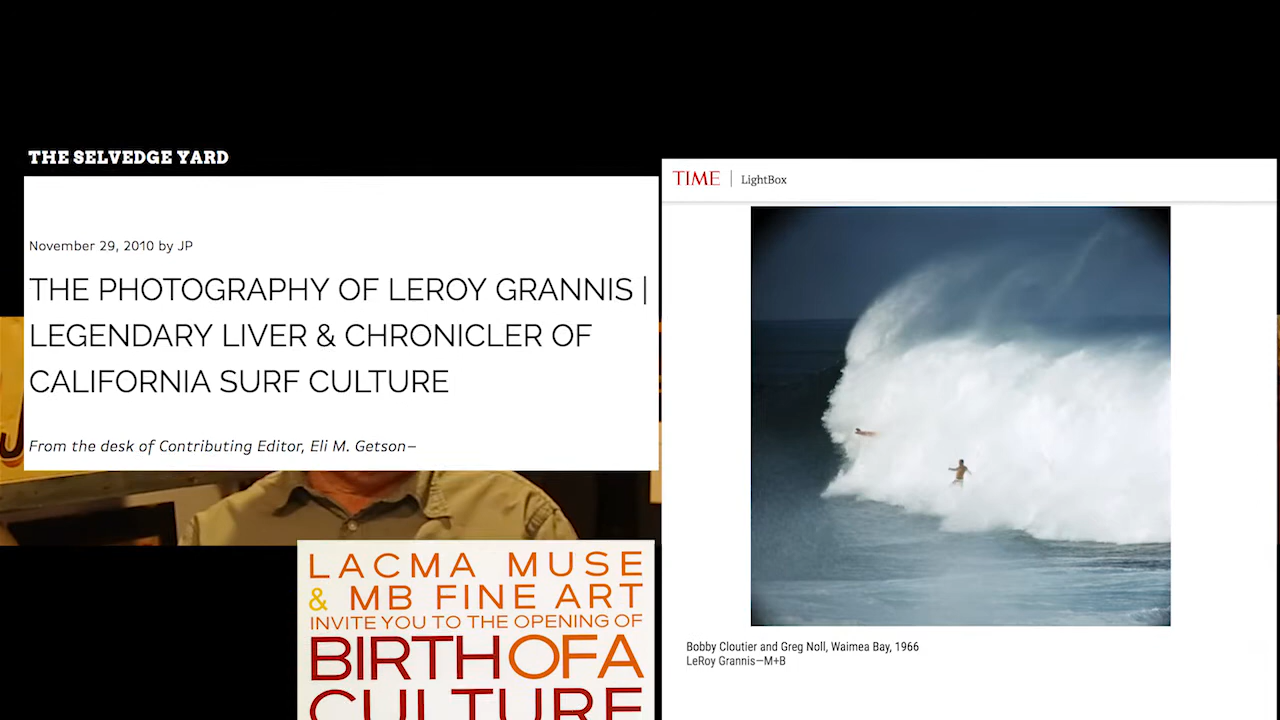 THE SELVEDGE YARD
November 29, 2010 by JP
THE PHOTOGRAPHY OF LEROY GRANNIS |
LEGENDARY LIVER & CHRONICLER OF
CALIFORNIA SURF CULTURE
From the desk of Contributing Editor, Eli M. Getson—
TIME | LightBox
Bobby Cloutier and Greg Noll, Waimea Bay, 1966
LeRoy Grannis—M+B
LACMA MUSE
& MB FINE ART
INVITE YOU TO THE OPENING OF
BIRTH OF A
CULTURE